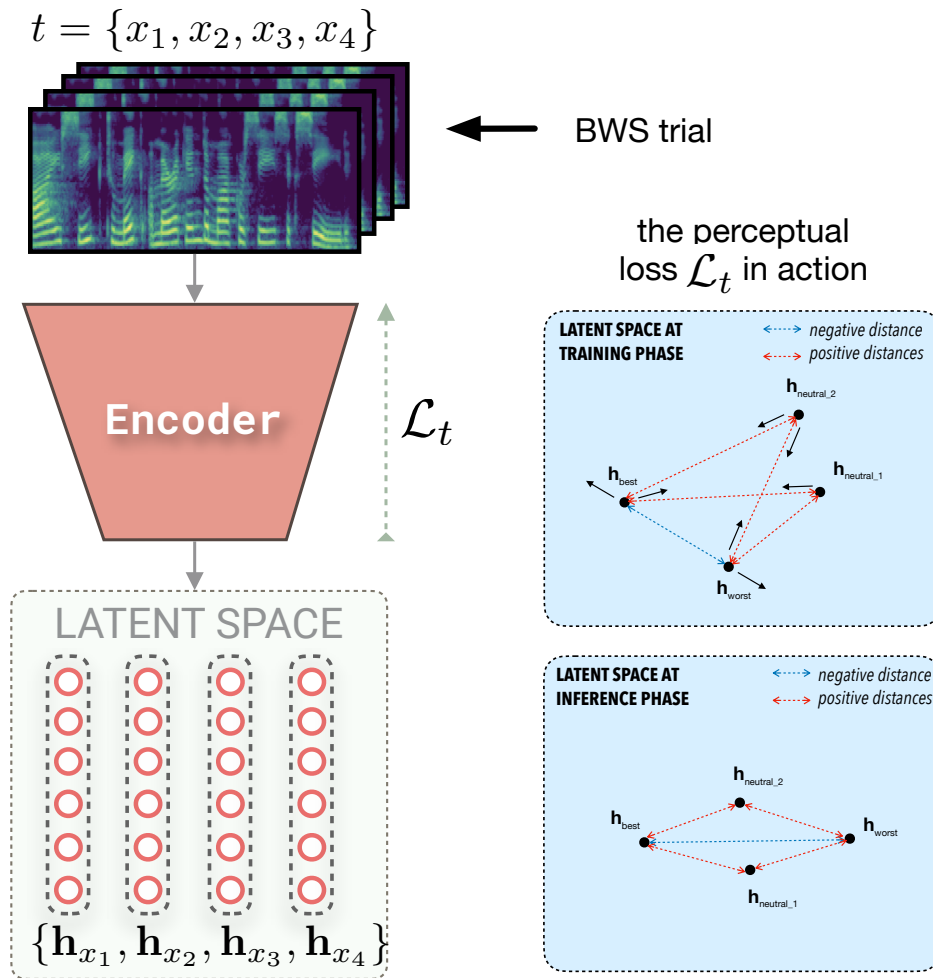 t = {x_1, x_2, x_3, x_4}
BWS trial
the perceptual
loss ℒ_t in action
Encoder
ℒ_t
LATENT SPACE
{h_{x_1}, h_{x_2}, h_{x_3}, h_{x_4}}
LATENT SPACE AT
TRAINING PHASE
negative distance
positive distances
h_neutral_2
h_best
h_neutral_1
h_worst
LATENT SPACE AT
INFERENCE PHASE
negative distance
positive distances
h_neutral_2
h_best
h_worst
h_neutral_1